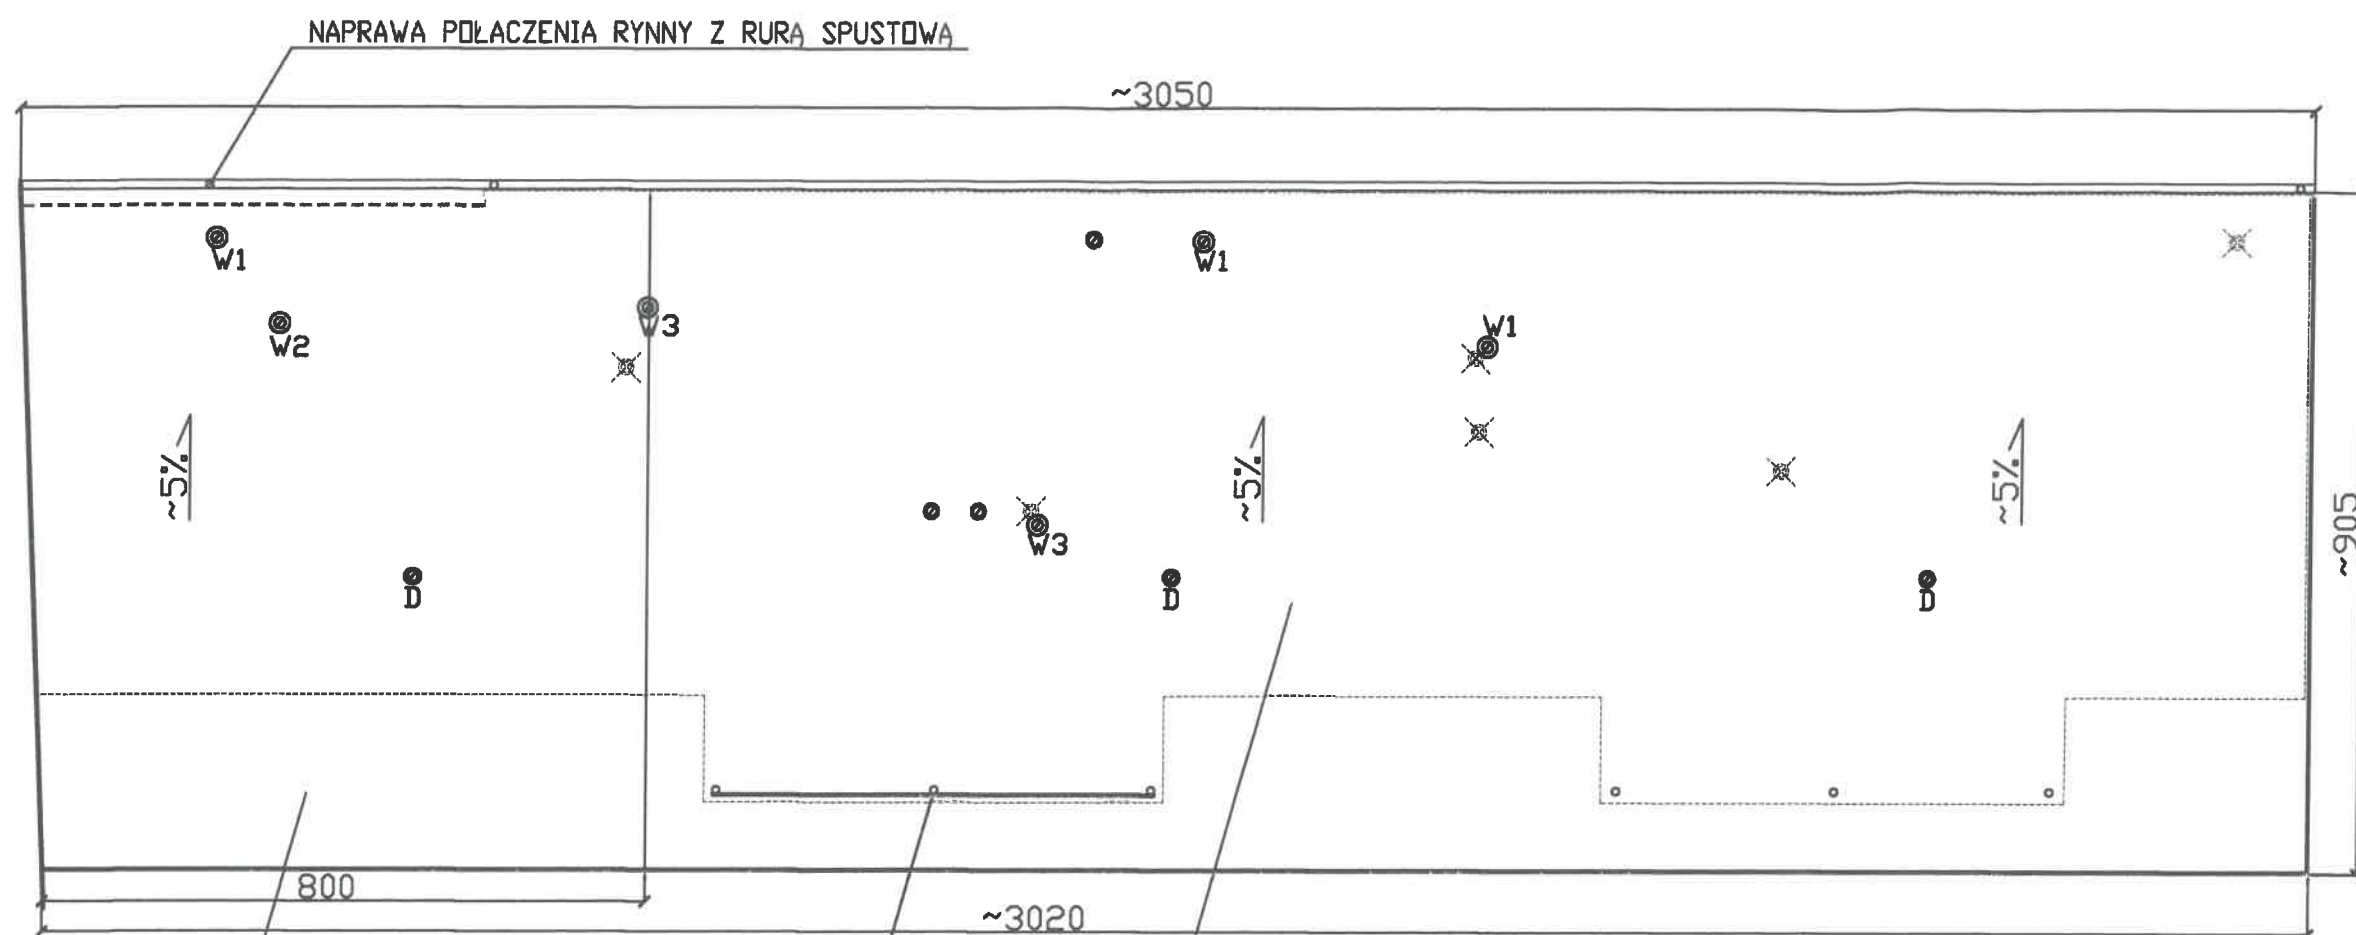 NAPRAWA POŁACZENIA RYNNY Z RURĄ SPUSTOWĄ
~3050
W1
W1
W2
W3
W1
~5%
~5%
~5%
W3
~905
D
D
D
800
~3020